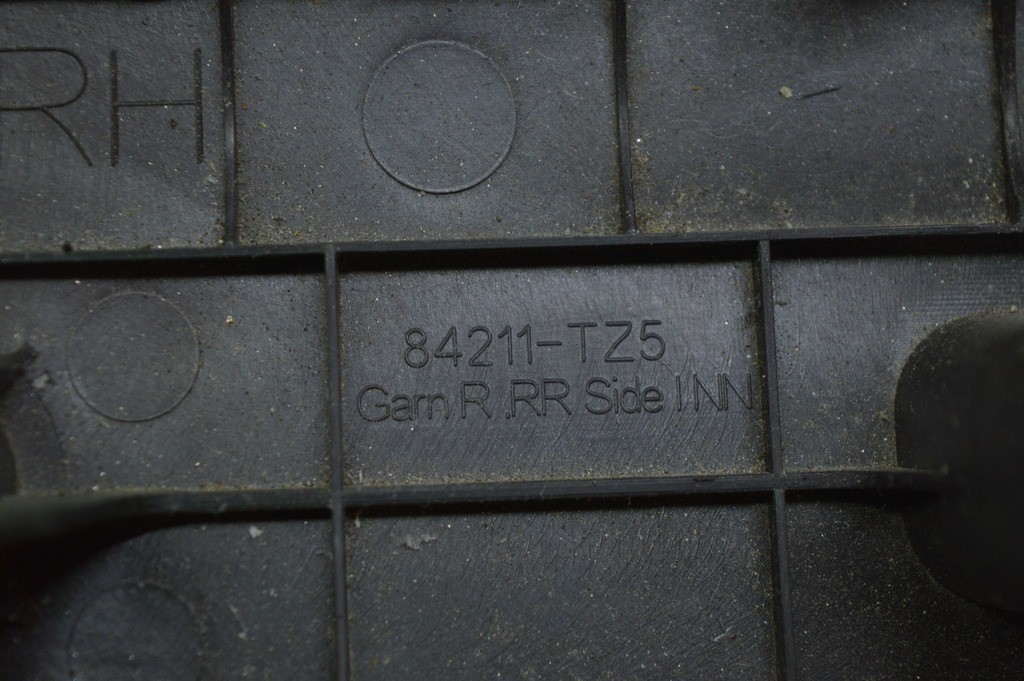 RH
84211-TZ5
Garn R .RR Side INN